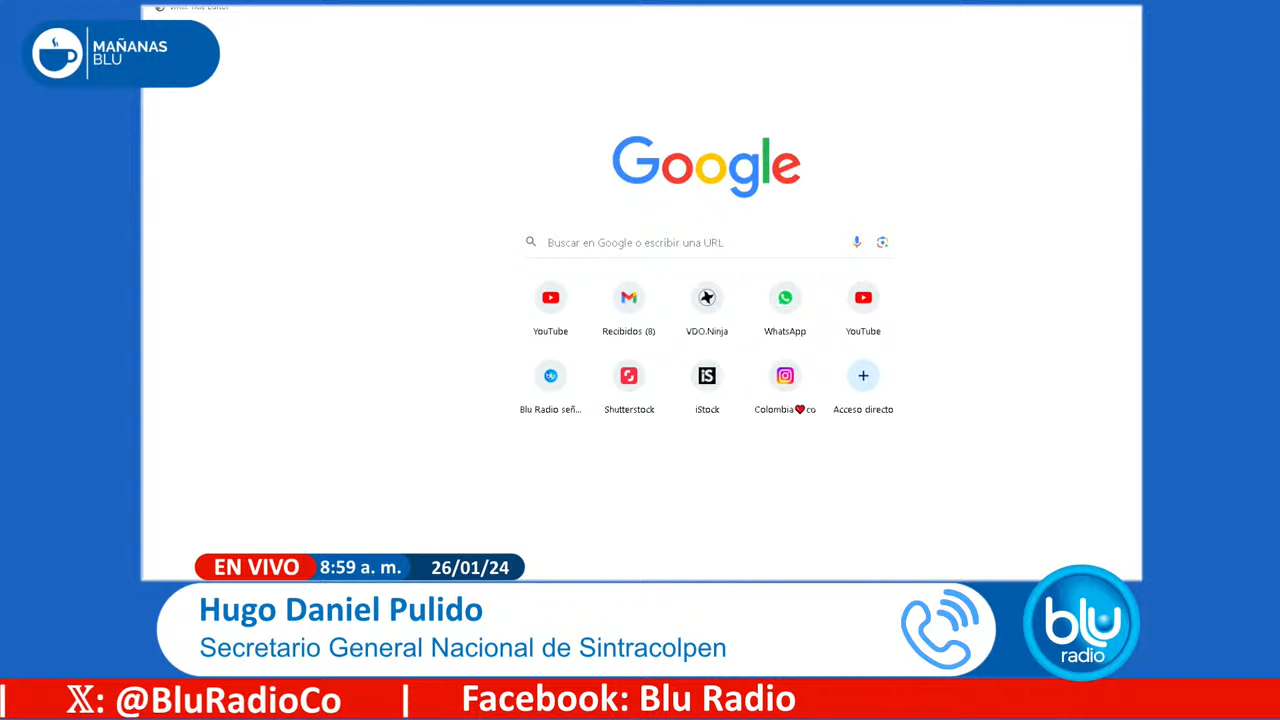 MAÑANAS
BLU
Google
Buscar en Google o escribir una URL
YouTube
Recibidos (8)
VDO.Ninja
WhatsApp
YouTube
Blu Radio señ...
Shutterstock
iS
iStock
Colombia❤️co
Acceso directo
EN VIVO 8:59 a. m. 26/01/24
Hugo Daniel Pulido
Secretario General Nacional de Sintracolpen
blu
radio
| 𝕏: @BluRadioCo | Facebook: Blu Radio